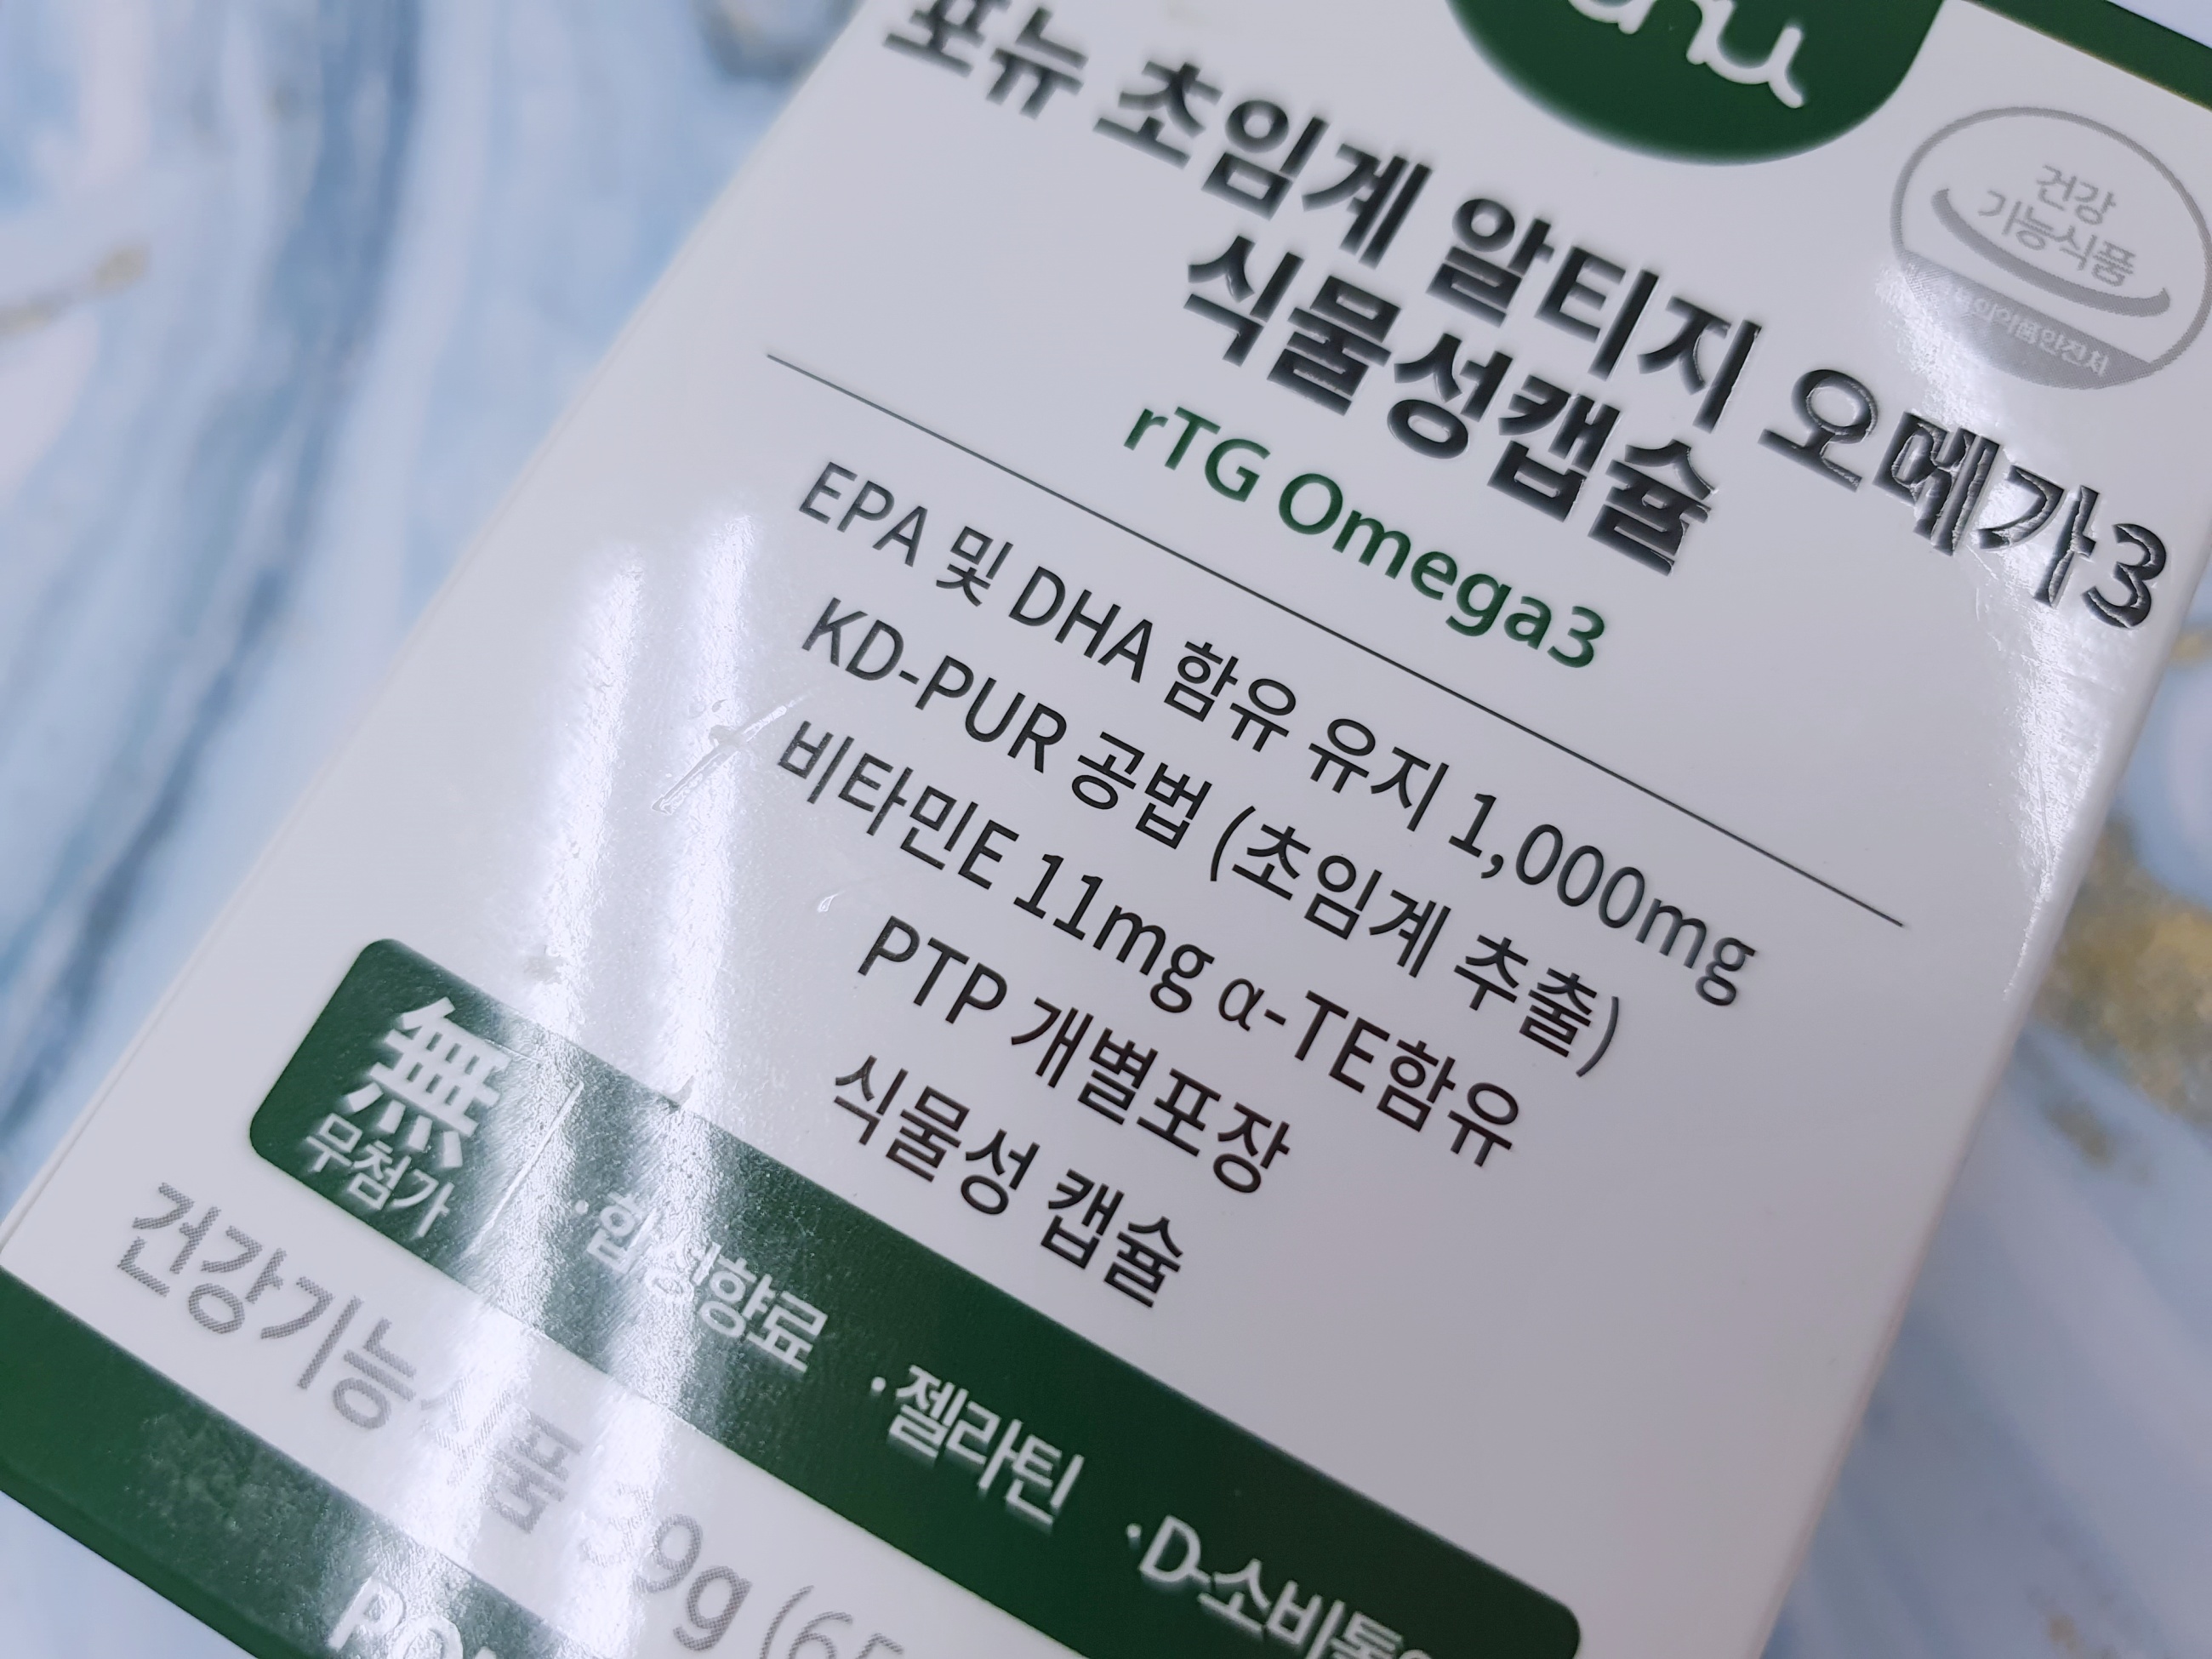 포뉴 초임계 알티지 오메가3
식물성캡슐
건강
기능식품
rTG Omega3
EPA 및 DHA 함유 유지 1,000mg
KD-PUR 공법 (초임계 추출)
비타민E 11mg α-TE함유
PTP 개별포장
식물성 캡슐
無
무첨가
·합성향료 ·젤라틴
건강기능식품